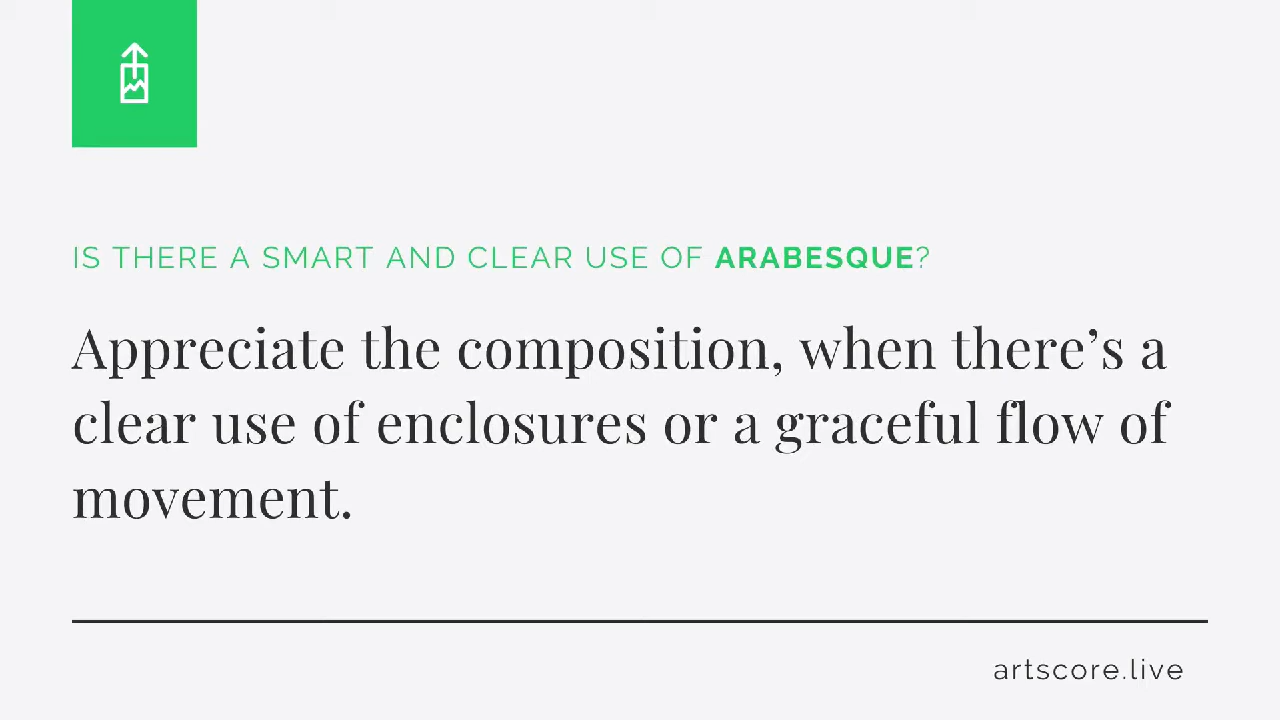 IS THERE A SMART AND CLEAR USE OF ARABESQUE?
Appreciate the composition, when there’s a
clear use of enclosures or a graceful flow of
movement.
artscore.live